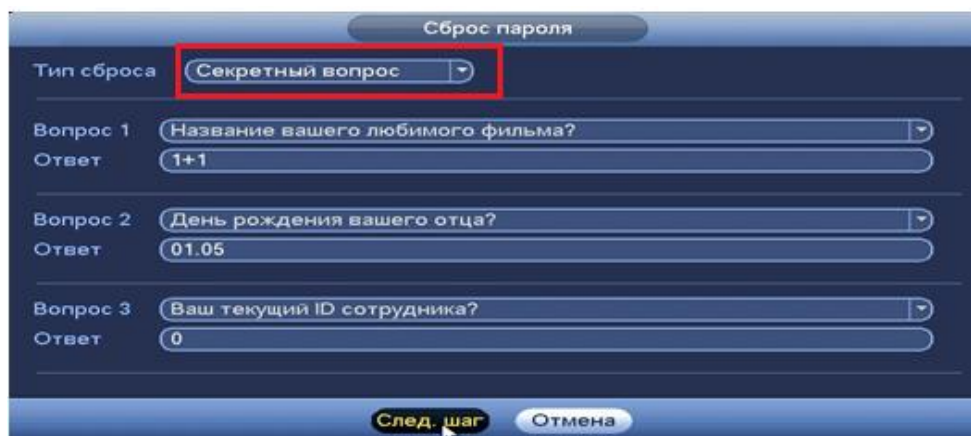 Сброс пароля
Тип сброса Секретный вопрос
Вопрос 1 Название вашего любимого фильма?
Ответ 1+1
Вопрос 2 День рождения вашего отца?
Ответ 01.05
Вопрос 3 Ваш текущий ID сотрудника?
Ответ 0
След. шаг Отмена